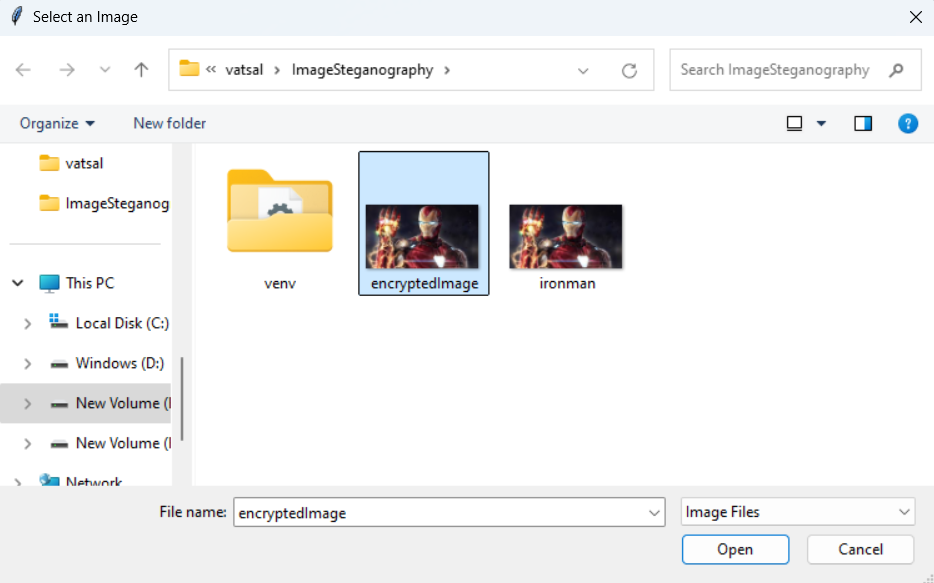 Select an Image
« vatsal > ImageSteganography >
Search ImageSteganography
Organize
New folder
?
vatsal
ImageSteganog
This PC
Local Disk (C:)
Windows (D:)
New Volume (
New Volume (
Network
venv
encryptedImage
ironman
File name:
encryptedImage
Image Files
Open
Cancel